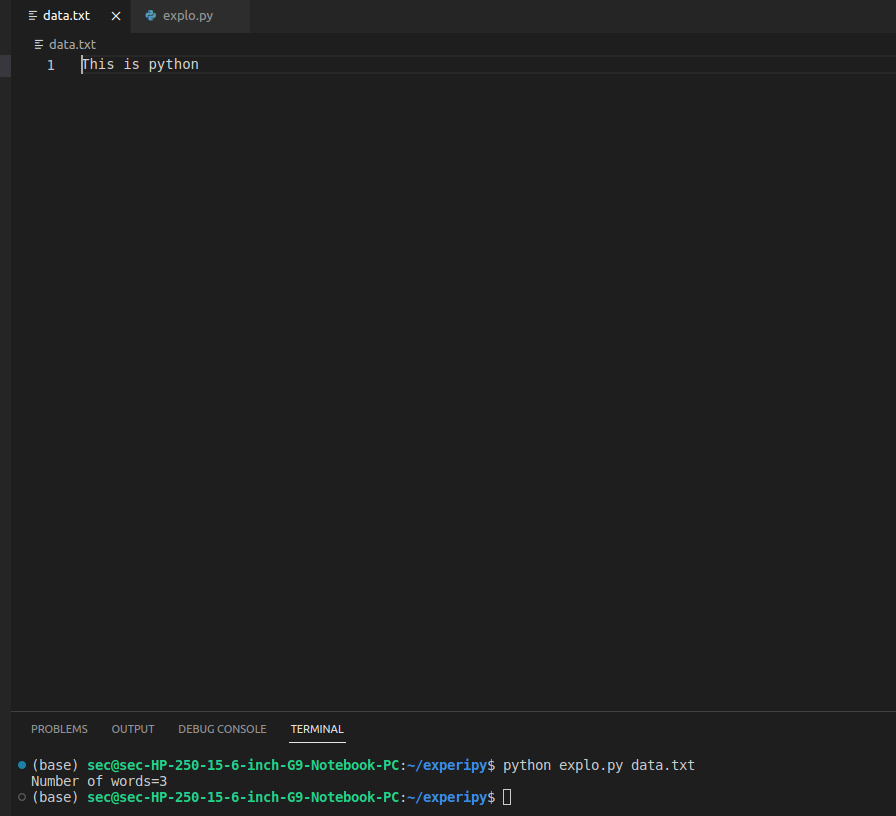 data.txt explo.py
data.txt
1 This is python
PROBLEMS OUTPUT DEBUG CONSOLE TERMINAL
(base) sec@sec-HP-250-15-6-inch-G9-Notebook-PC:~/experipy$ python explo.py data.txt
Number of words=3
(base) sec@sec-HP-250-15-6-inch-G9-Notebook-PC:~/experipy$